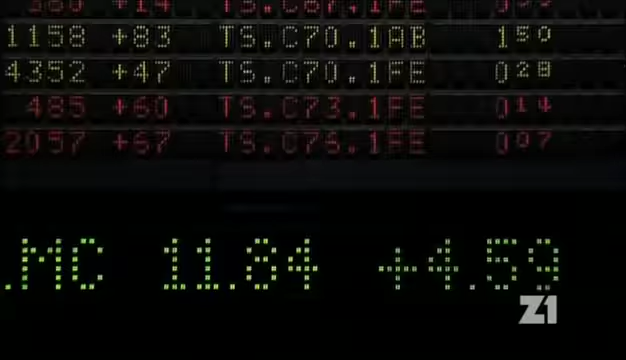 1158 +83 TS.C70.1AB 150
4352 +47 TS.C70.1FE 028
485 +60 TS.C73.1FE 014
2057 +67 TS.C76.1FE 007
.MC 11.84 +4.59
Z1